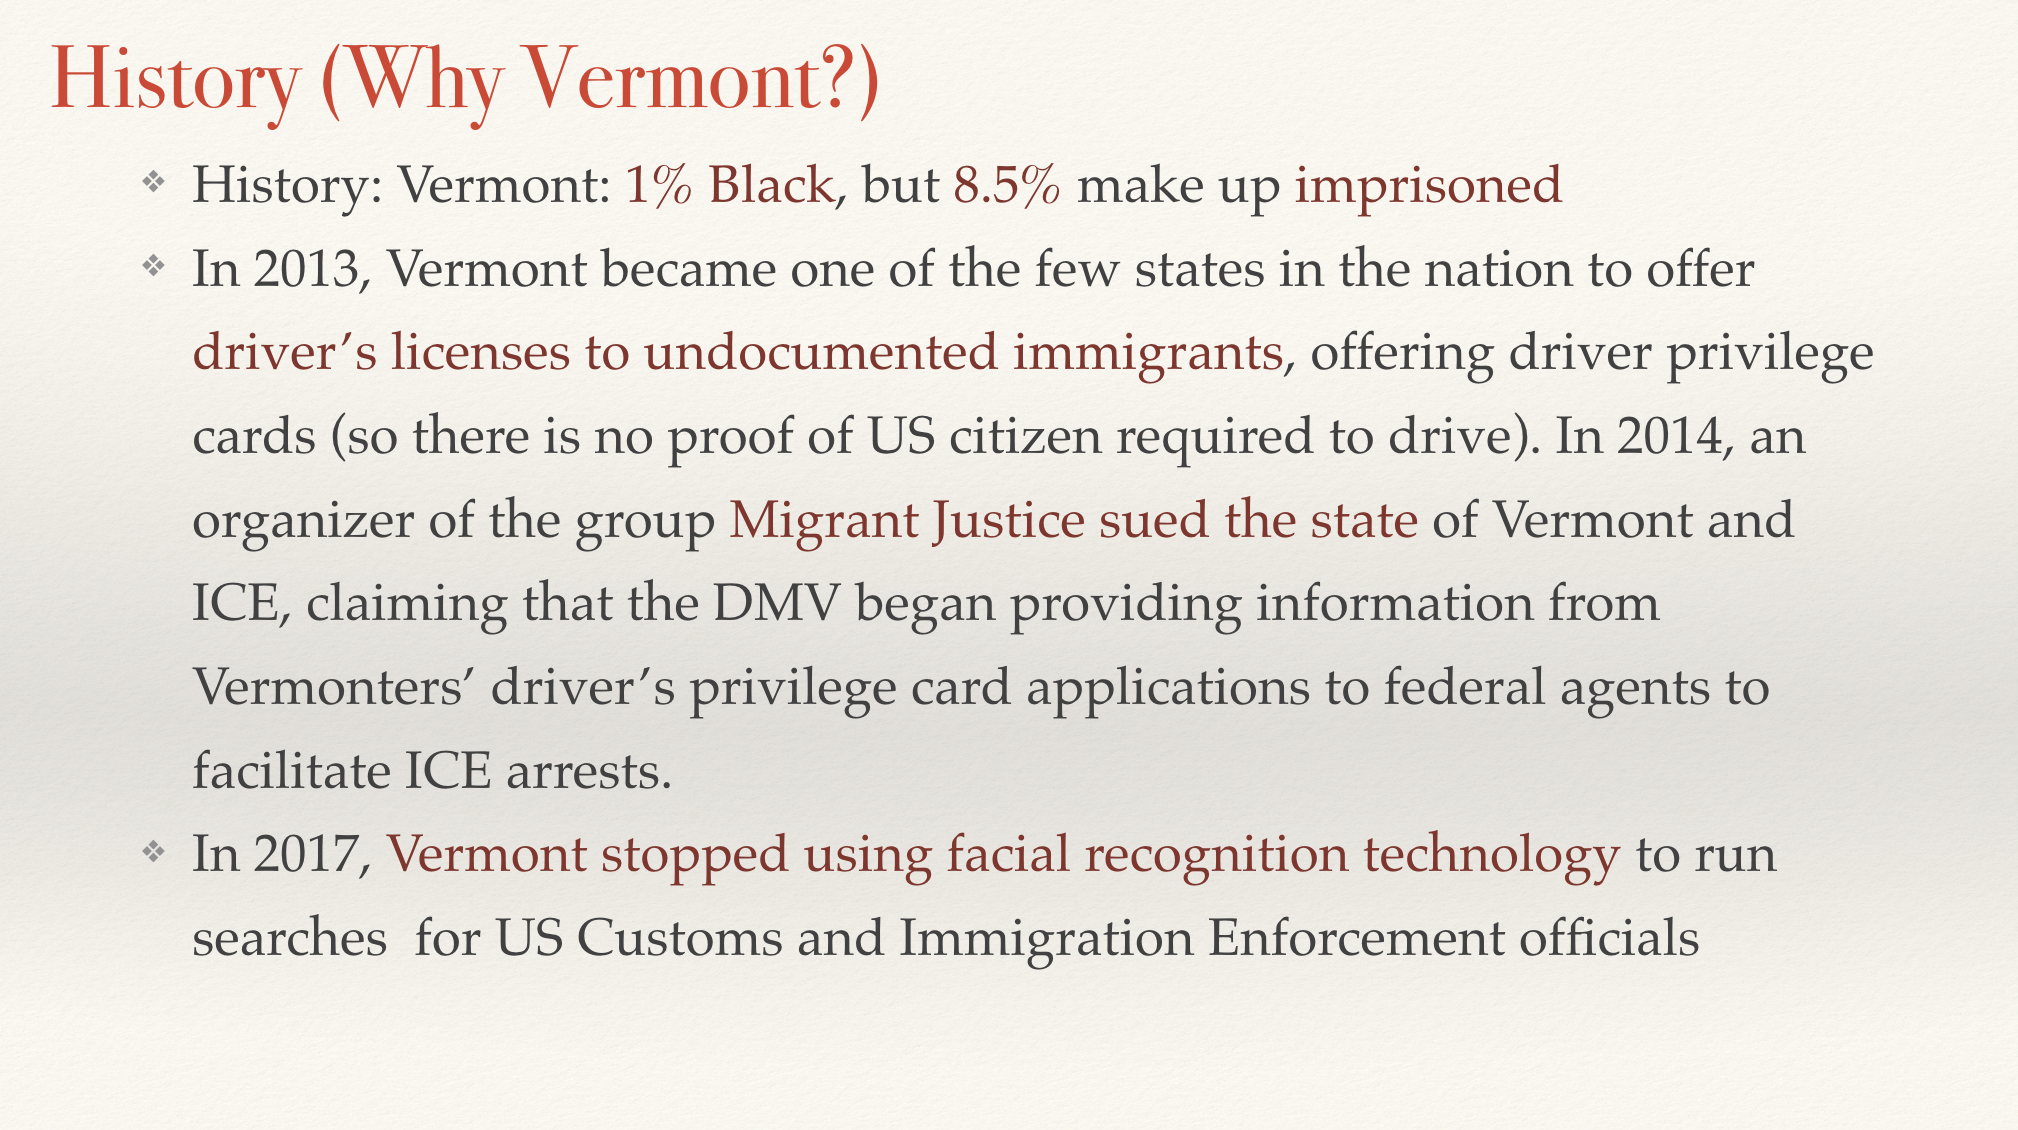 History (Why Vermont?)
❖ History: Vermont: 1% Black, but 8.5% make up imprisoned
❖ In 2013, Vermont became one of the few states in the nation to offer
driver’s licenses to undocumented immigrants, offering driver privilege
cards (so there is no proof of US citizen required to drive). In 2014, an
organizer of the group Migrant Justice sued the state of Vermont and
ICE, claiming that the DMV began providing information from
Vermonters’ driver’s privilege card applications to federal agents to
facilitate ICE arrests.
❖ In 2017, Vermont stopped using facial recognition technology to run
searches  for US Customs and Immigration Enforcement officials